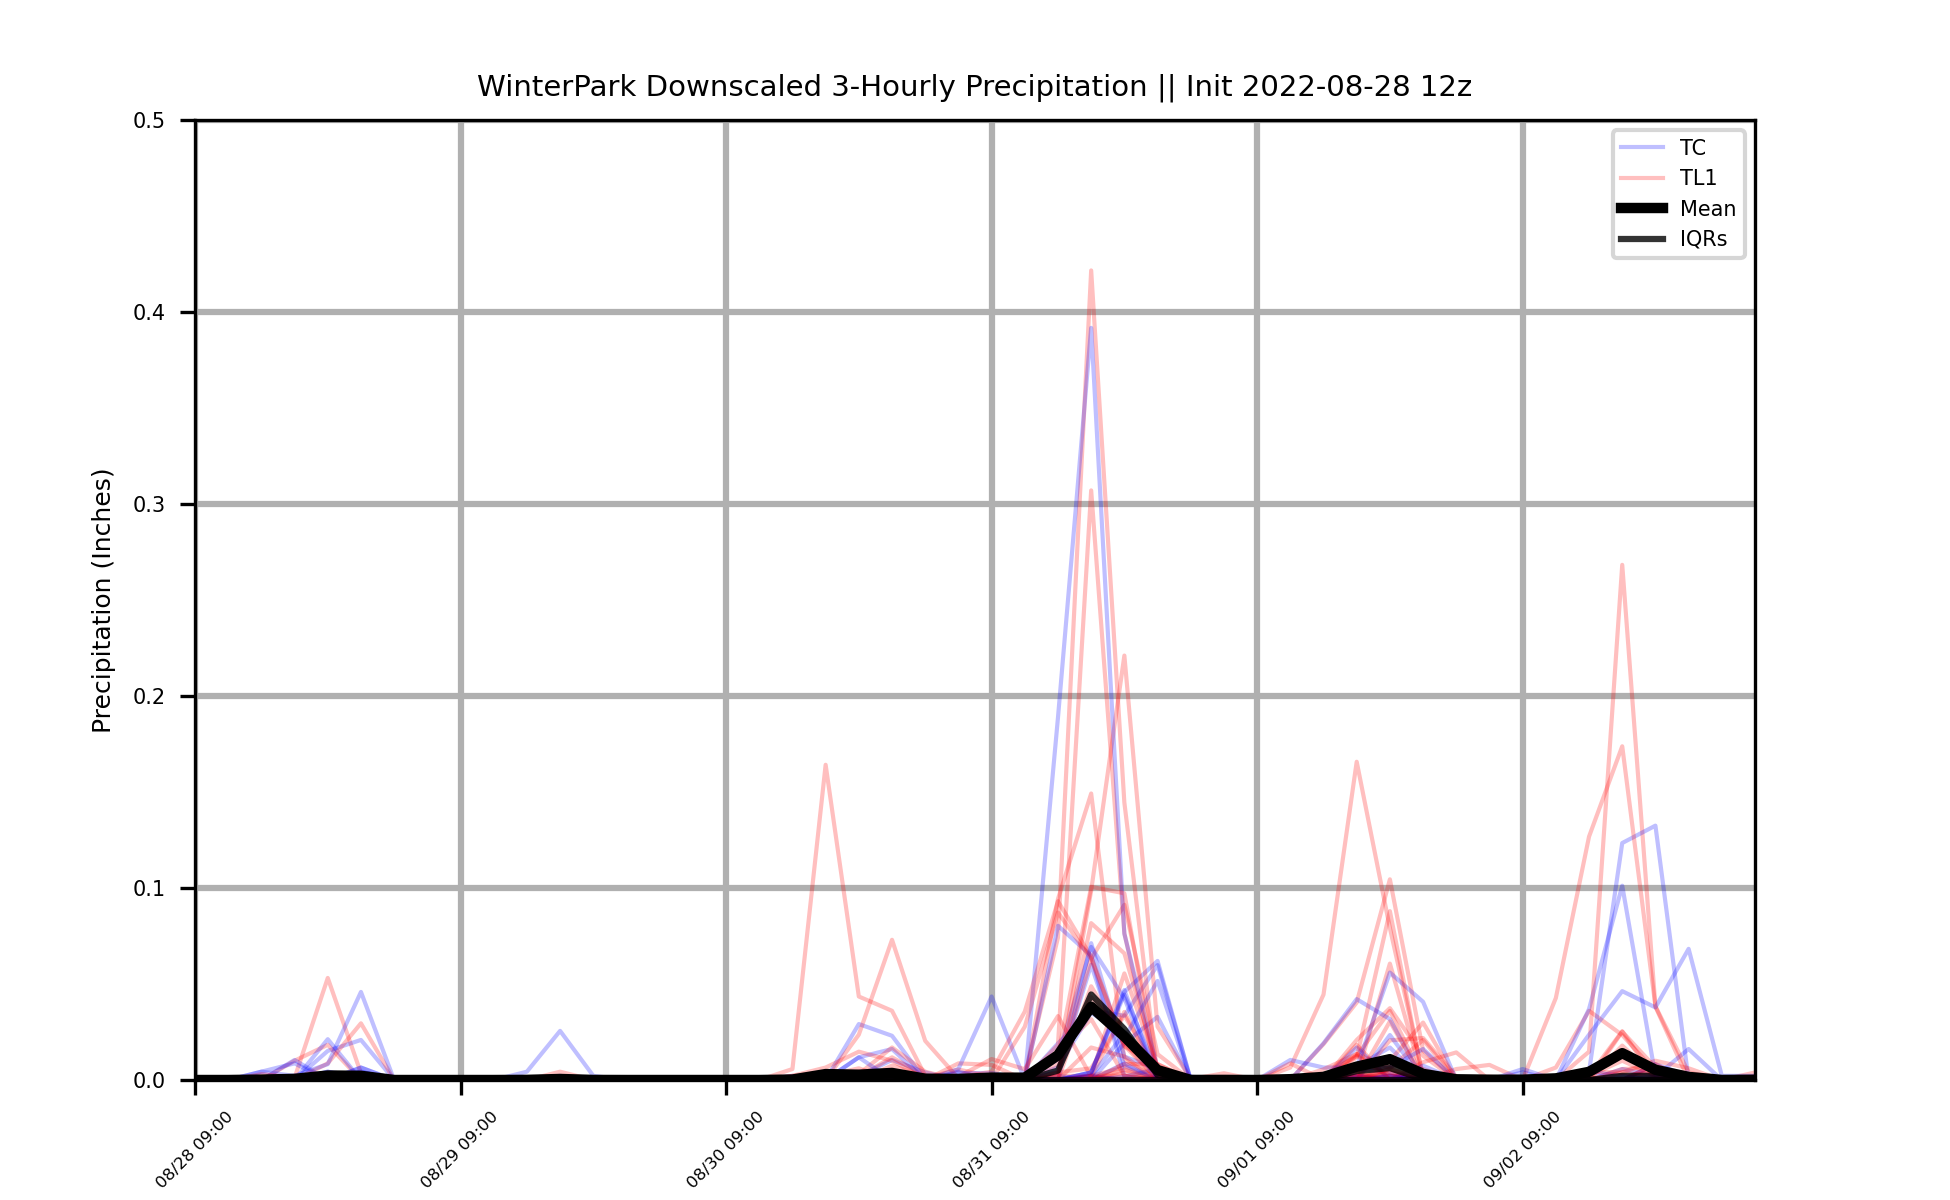 WinterPark Downscaled 3-Hourly Precipitation || Init 2022-08-28 12z
0.5
0.4
0.3
0.2
0.1
0.0
Precipitation (Inches)
TC
TL1
Mean
IQRs
08/28 09:00
08/29 09:00
08/30 09:00
08/31 09:00
09/01 09:00
09/02 09:00